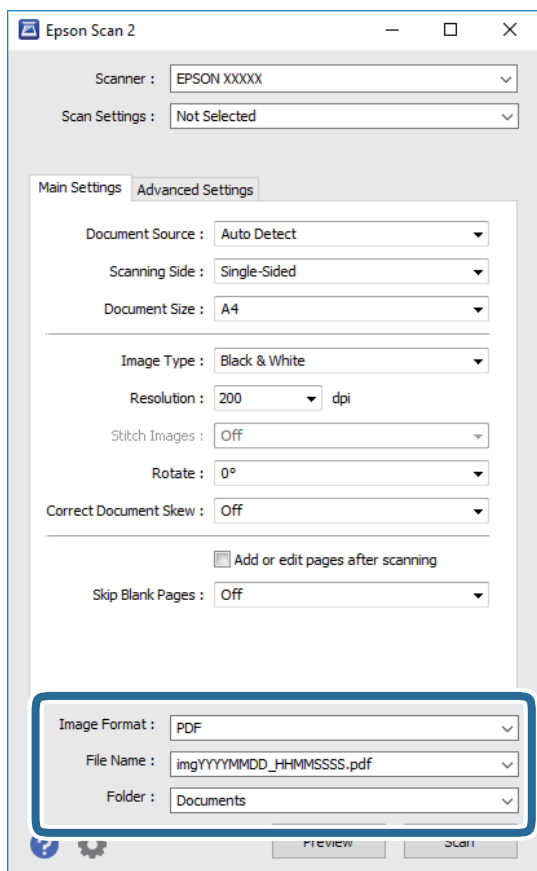 Epson Scan 2
Scanner : EPSON XXXXX
Scan Settings : Not Selected
Main Settings Advanced Settings
Document Source : Auto Detect
Scanning Side : Single-Sided
Document Size : A4
Image Type : Black & White
Resolution : 200 dpi
Stitch Images : Off
Rotate : 0°
Correct Document Skew : Off
Add or edit pages after scanning
Skip Blank Pages : Off
Image Format : PDF
File Name : imgYYYYMMDD_HHMMSSSS.pdf
Folder : Documents
? Preview Scan